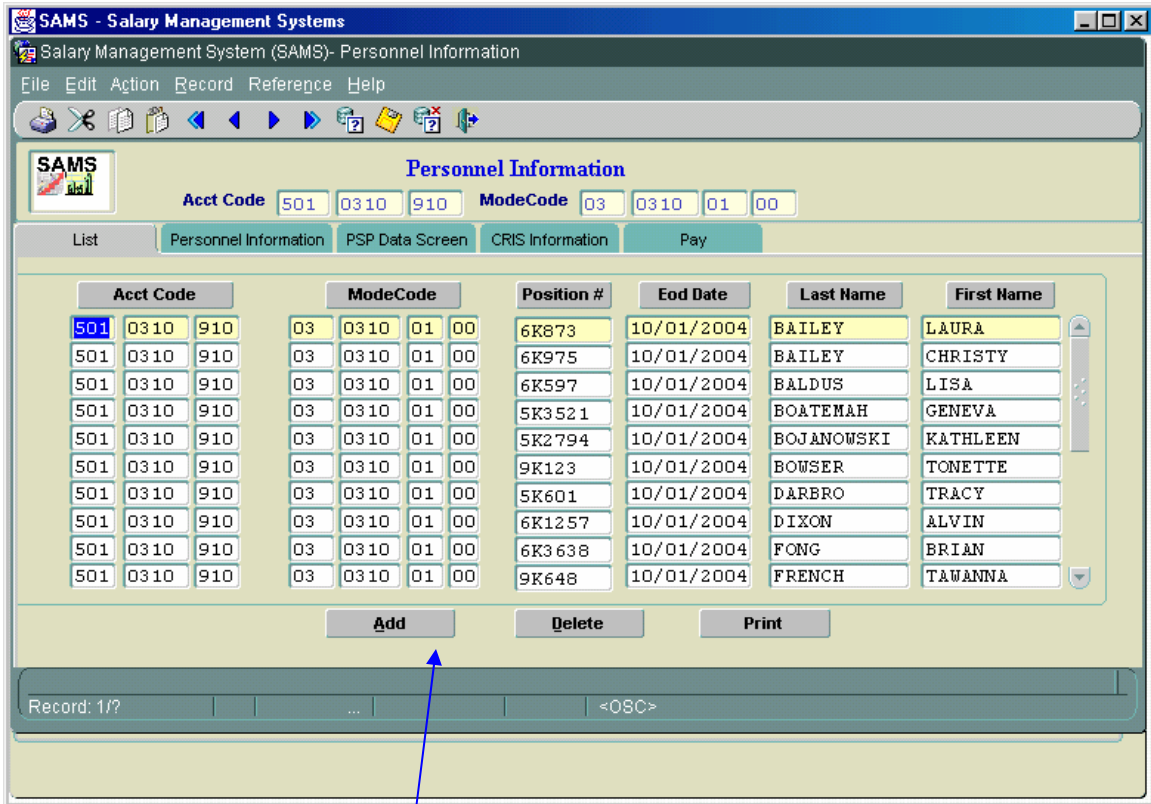 SAMS - Salary Management Systems
Salary Management System (SAMS)- Personnel Information
File Edit Action Record Reference Help
SAMS
Personnel Information
Acct Code 501 0310 910 ModeCode 03 0310 01 00
List Personnel Information PSP Data Screen CRIS Information Pay
Acct Code ModeCode Position # Eod Date Last Name First Name
501 0310 910 03 0310 01 00 6K873 10/01/2004 BAILEY LAURA
501 0310 910 03 0310 01 00 6K975 10/01/2004 BAILEY CHRISTY
501 0310 910 03 0310 01 00 6K597 10/01/2004 BALDUS LISA
501 0310 910 03 0310 01 00 5K3521 10/01/2004 BOATEMAH GENEVA
501 0310 910 03 0310 01 00 5K2794 10/01/2004 BOJANOWSKI KATHLEEN
501 0310 910 03 0310 01 00 9K123 10/01/2004 BOWSER TONETTE
501 0310 910 03 0310 01 00 5K601 10/01/2004 DARBRO TRACY
501 0310 910 03 0310 01 00 6K1257 10/01/2004 DIXON ALVIN
501 0310 910 03 0310 01 00 6K3638 10/01/2004 FONG BRIAN
501 0310 910 03 0310 01 00 9K648 10/01/2004 FRENCH TAWANNA
Add Delete Print
Record: 1/? ... <OSC>